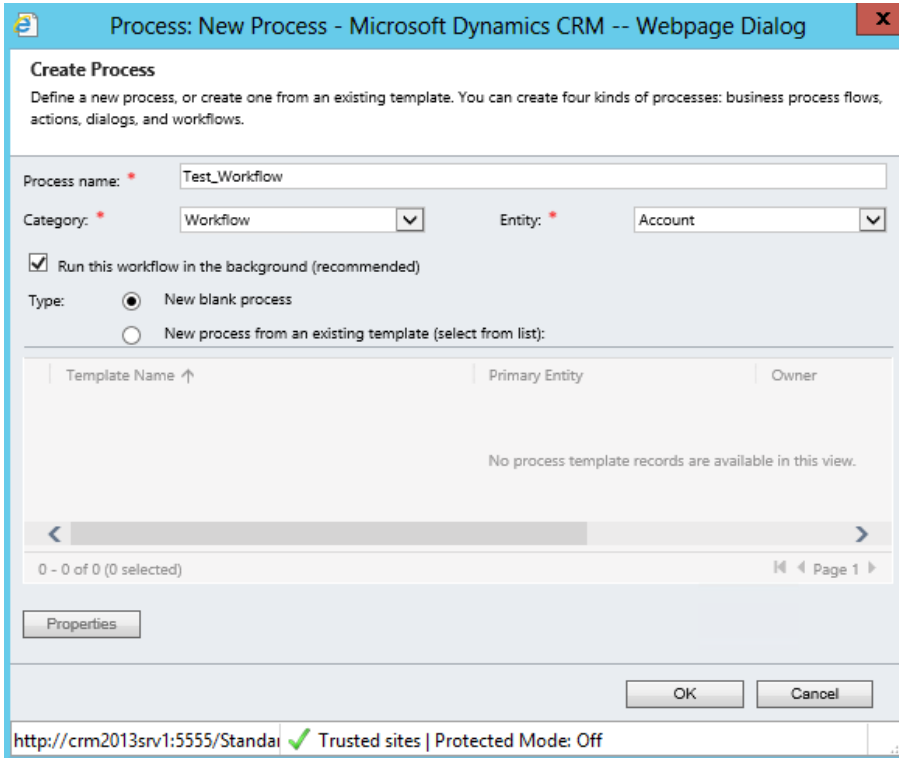 Process: New Process - Microsoft Dynamics CRM -- Webpage Dialog
x
Create Process
Define a new process, or create one from an existing template. You can create four kinds of processes: business process flows,
actions, dialogs, and workflows.
Process name: * Test_Workflow
Category: * Workflow Entity: * Account
Run this workflow in the background (recommended)
Type: New blank process
New process from an existing template (select from list):
Template Name Primary Entity Owner
No process template records are available in this view.
0 - 0 of 0 (0 selected) Page 1
Properties
OK Cancel
http://crm2013srv1:5555/Standar Trusted sites | Protected Mode: Off